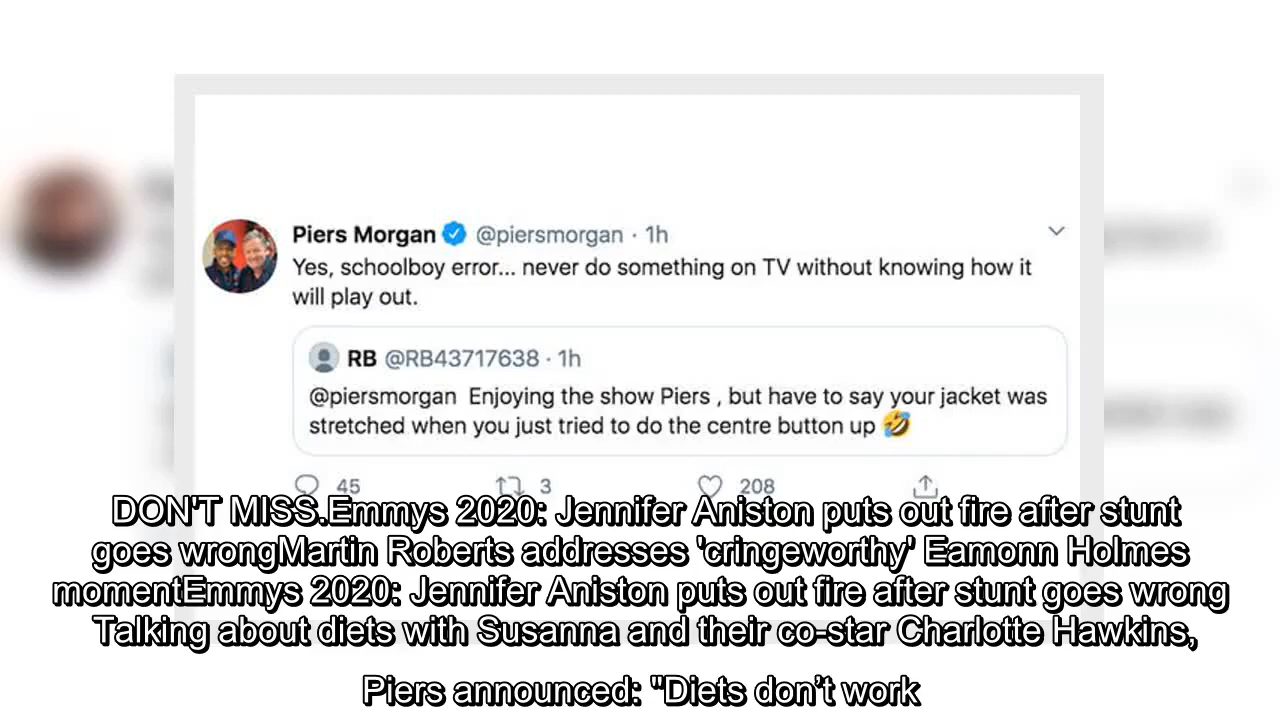 Piers Morgan @piersmorgan · 1h
Yes, schoolboy error... never do something on TV without knowing how it
will play out.
RB @RB43717638 · 1h
@piersmorgan Enjoying the show Piers , but have to say your jacket was
stretched when you just tried to do the centre button up 🤣
45 3 208
DON'T MISS.Emmys 2020: Jennifer Aniston puts out fire after stunt
goes wrongMartin Roberts addresses 'cringeworthy' Eamonn Holmes
momentEmmys 2020: Jennifer Aniston puts out fire after stunt goes wrong
Talking about diets with Susanna and their co-star Charlotte Hawkins,
Piers announced: "Diets don’t work